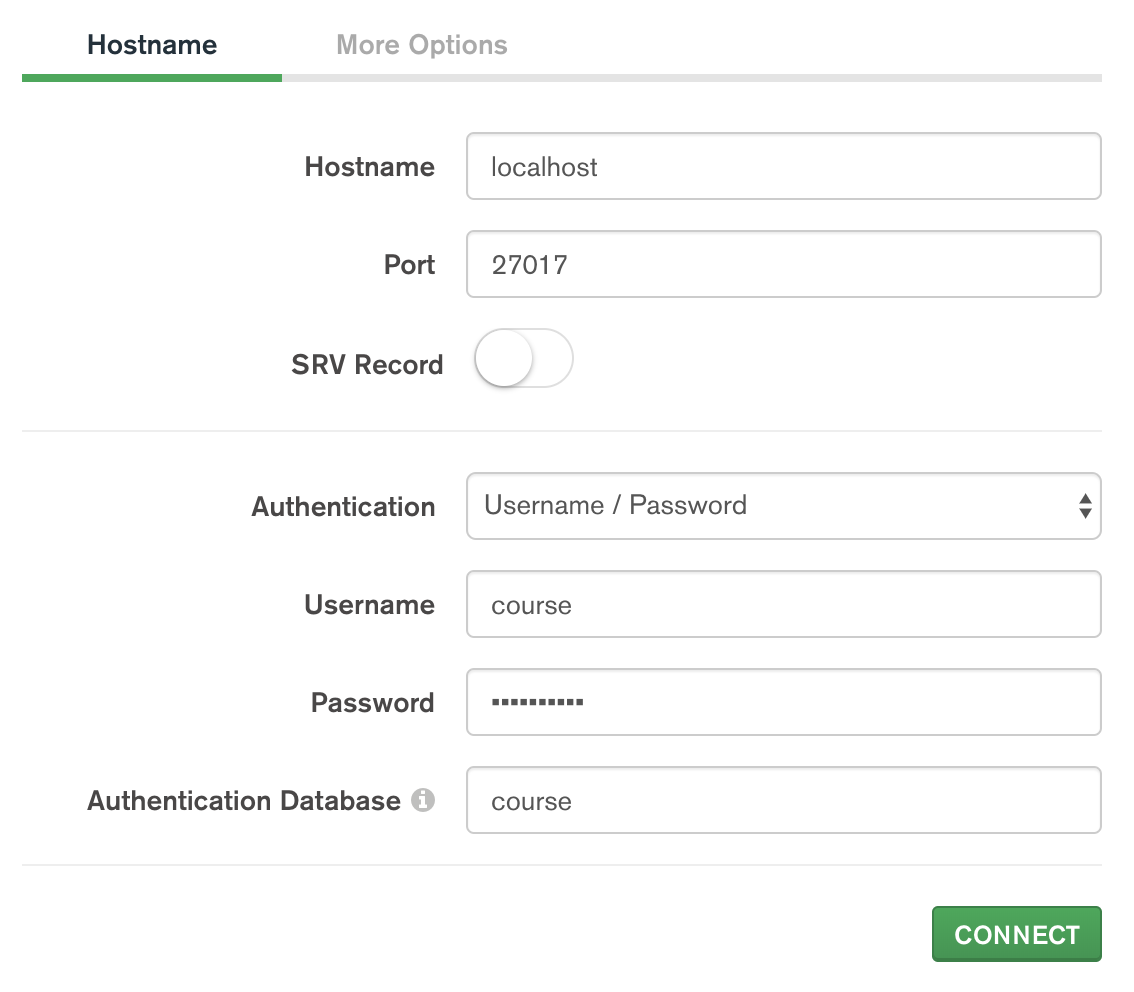 Hostname More Options
Hostname localhost
Port 27017
SRV Record
Authentication Username / Password
Username course
Password ••••••••••
Authentication Database course
CONNECT